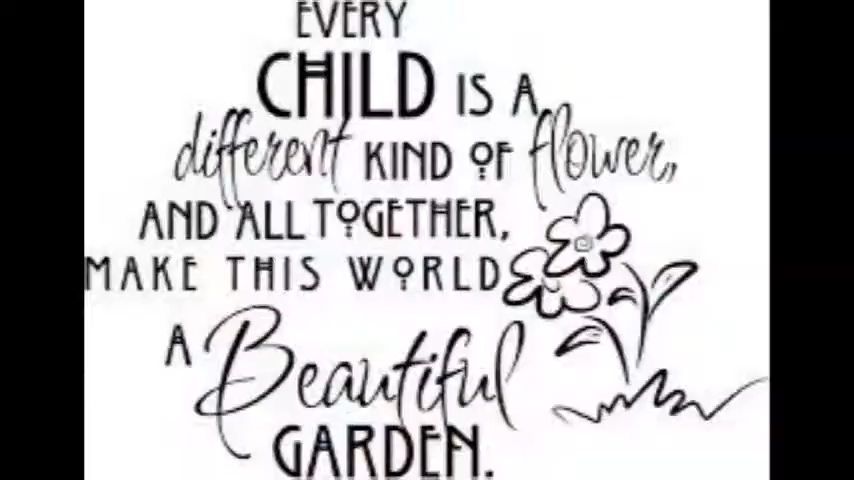 EVERY
CHILD IS A
different KIND OF flower,
AND ALL TOGETHER,
MAKE THIS WORLD
A Beautiful
GARDEN.